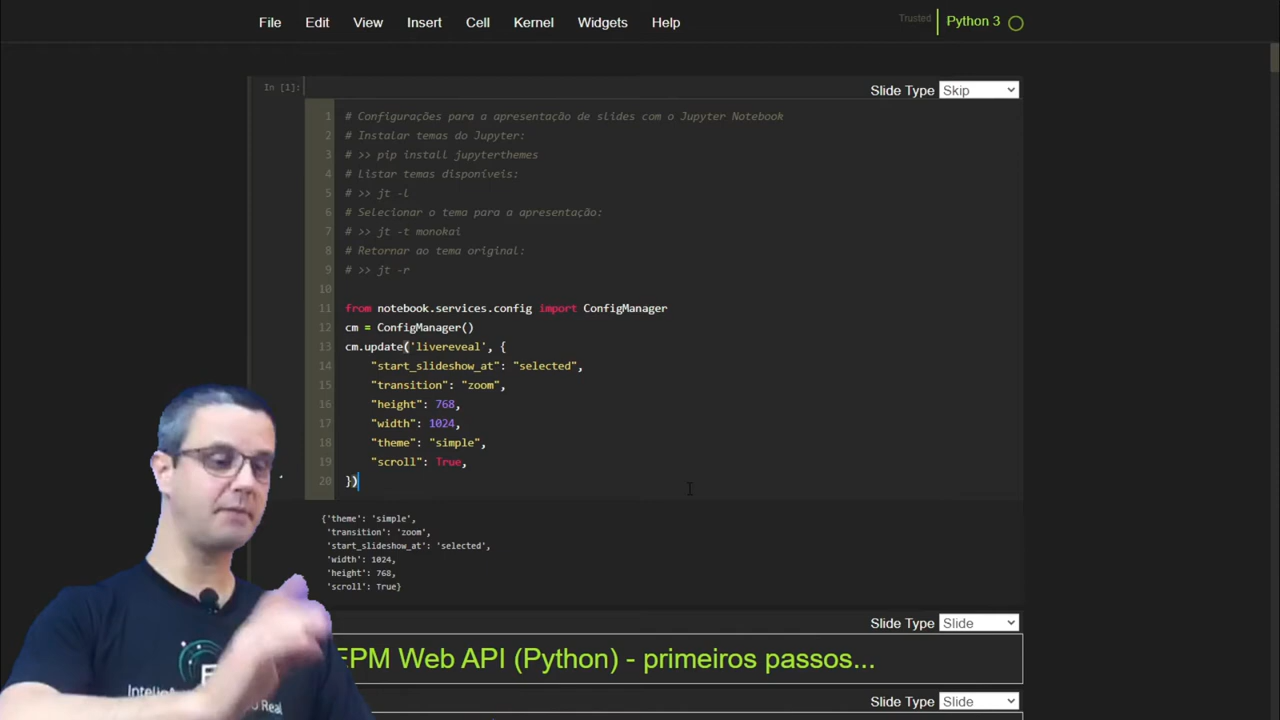 File Edit View Insert Cell Kernel Widgets Help Trusted Python 3
In [1]:
Slide Type Skip
1 # Configurações para a apresentação de slides com o Jupyter Notebook
2 # Instalar temas do Jupyter:
3 # >> pip install jupyterthemes
4 # Listar temas disponíveis:
5 # >> jt -l
6 # Selecionar o tema para a apresentação:
7 # >> jt -t monokai
8 # Retornar ao tema original:
9 # >> jt -r
10
11 from notebook.services.config import ConfigManager
12 cm = ConfigManager()
13 cm.update('livereveal', {
14 "start_slideshow_at": "selected",
15 "transition": "zoom",
16 "height": 768,
17 "width": 1024,
18 "theme": "simple",
19 "scroll": True,
20 })
{'theme': 'simple',
'transition': 'zoom',
'start_slideshow_at': 'selected',
'width': 1024,
'height': 768,
'scroll': True}
Slide Type Slide
EPM Web API (Python) - primeiros passos...
Slide Type Slide
Real